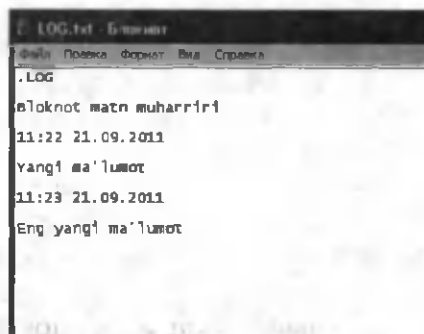 LOG.txt - Блокнот
Файл Правка Формат Вид Справка
.LOG
Bloknot matn muharriri
11:22 21.09.2011
Yangi ma'lumot
11:23 21.09.2011
Eng yangi ma'lumot